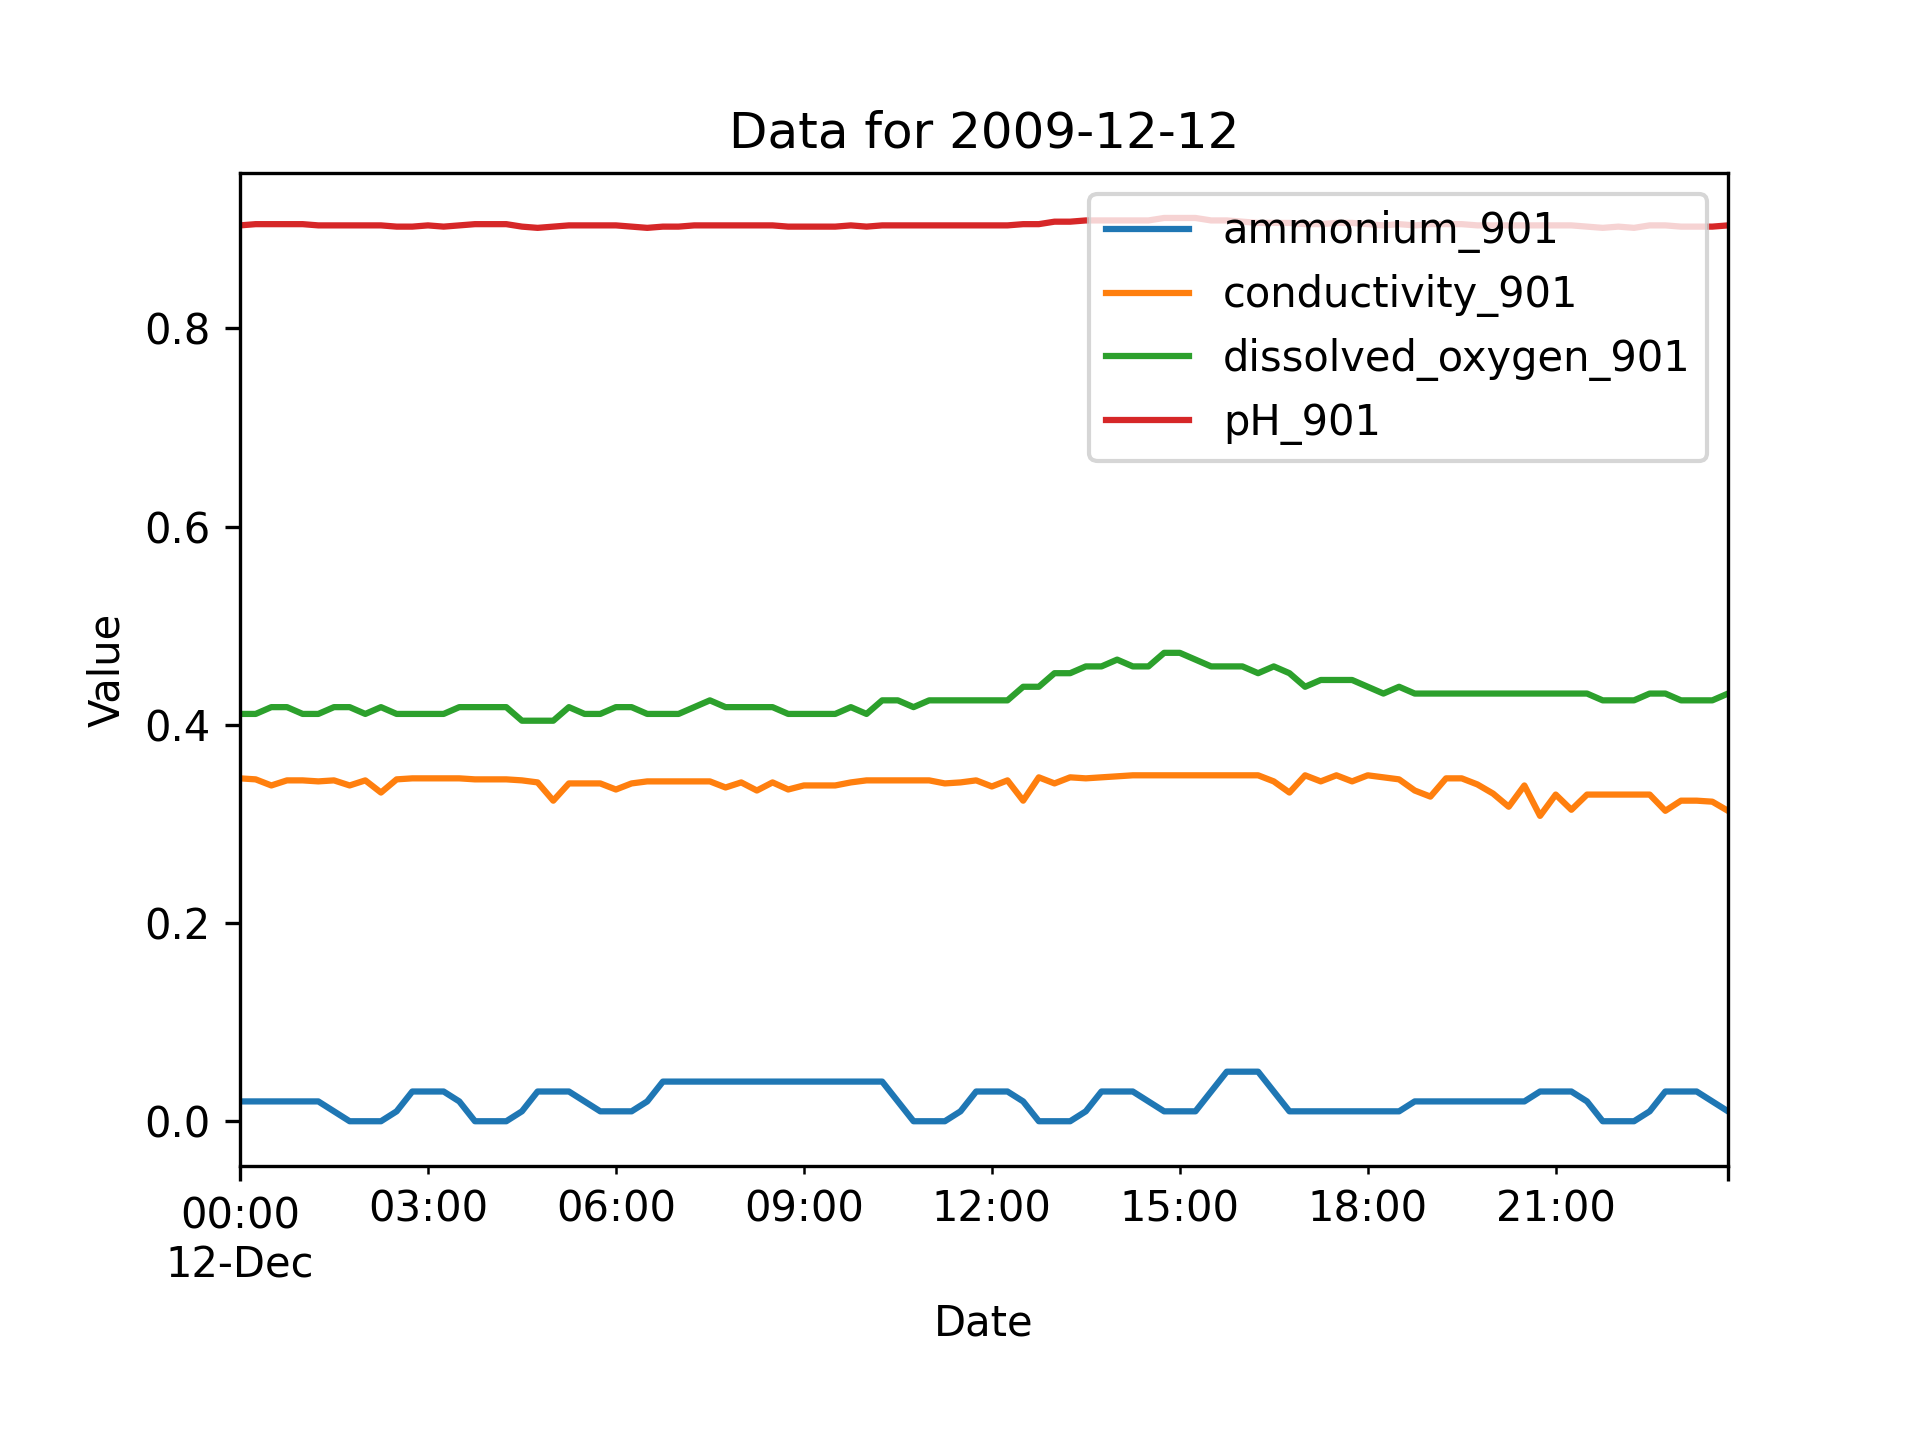 Data for 2009-12-12
ammonium_901
conductivity_901
dissolved_oxygen_901
pH_901
Value
0.8
0.6
0.4
0.2
0.0
00:00 03:00 06:00 09:00 12:00 15:00 18:00 21:00
12-Dec
Date